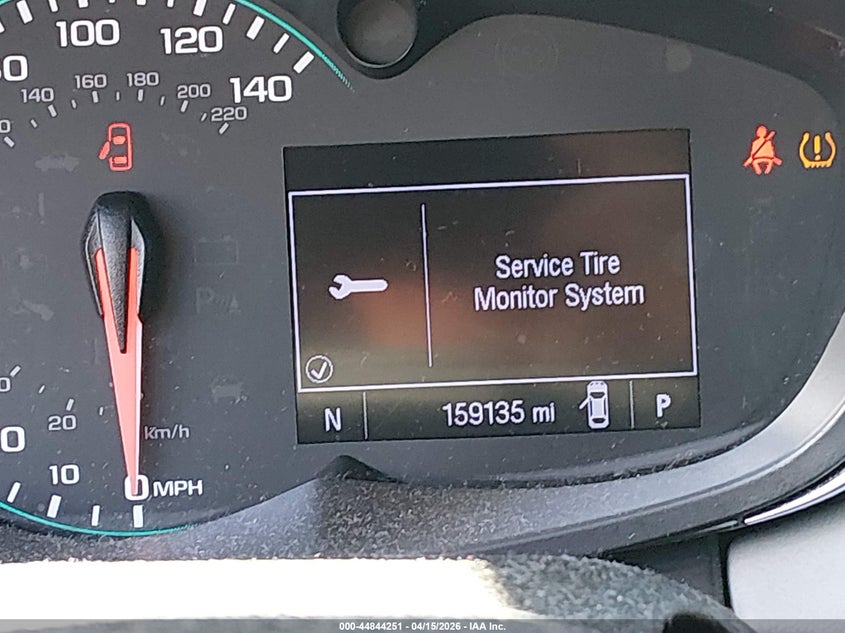 100
120
140
140
160
180
200
220
Service Tire
Monitor System
N
159135 mi
P
20
km/h
10
0 MPH
000-44844251 - 04/15/2026 - IAA Inc.